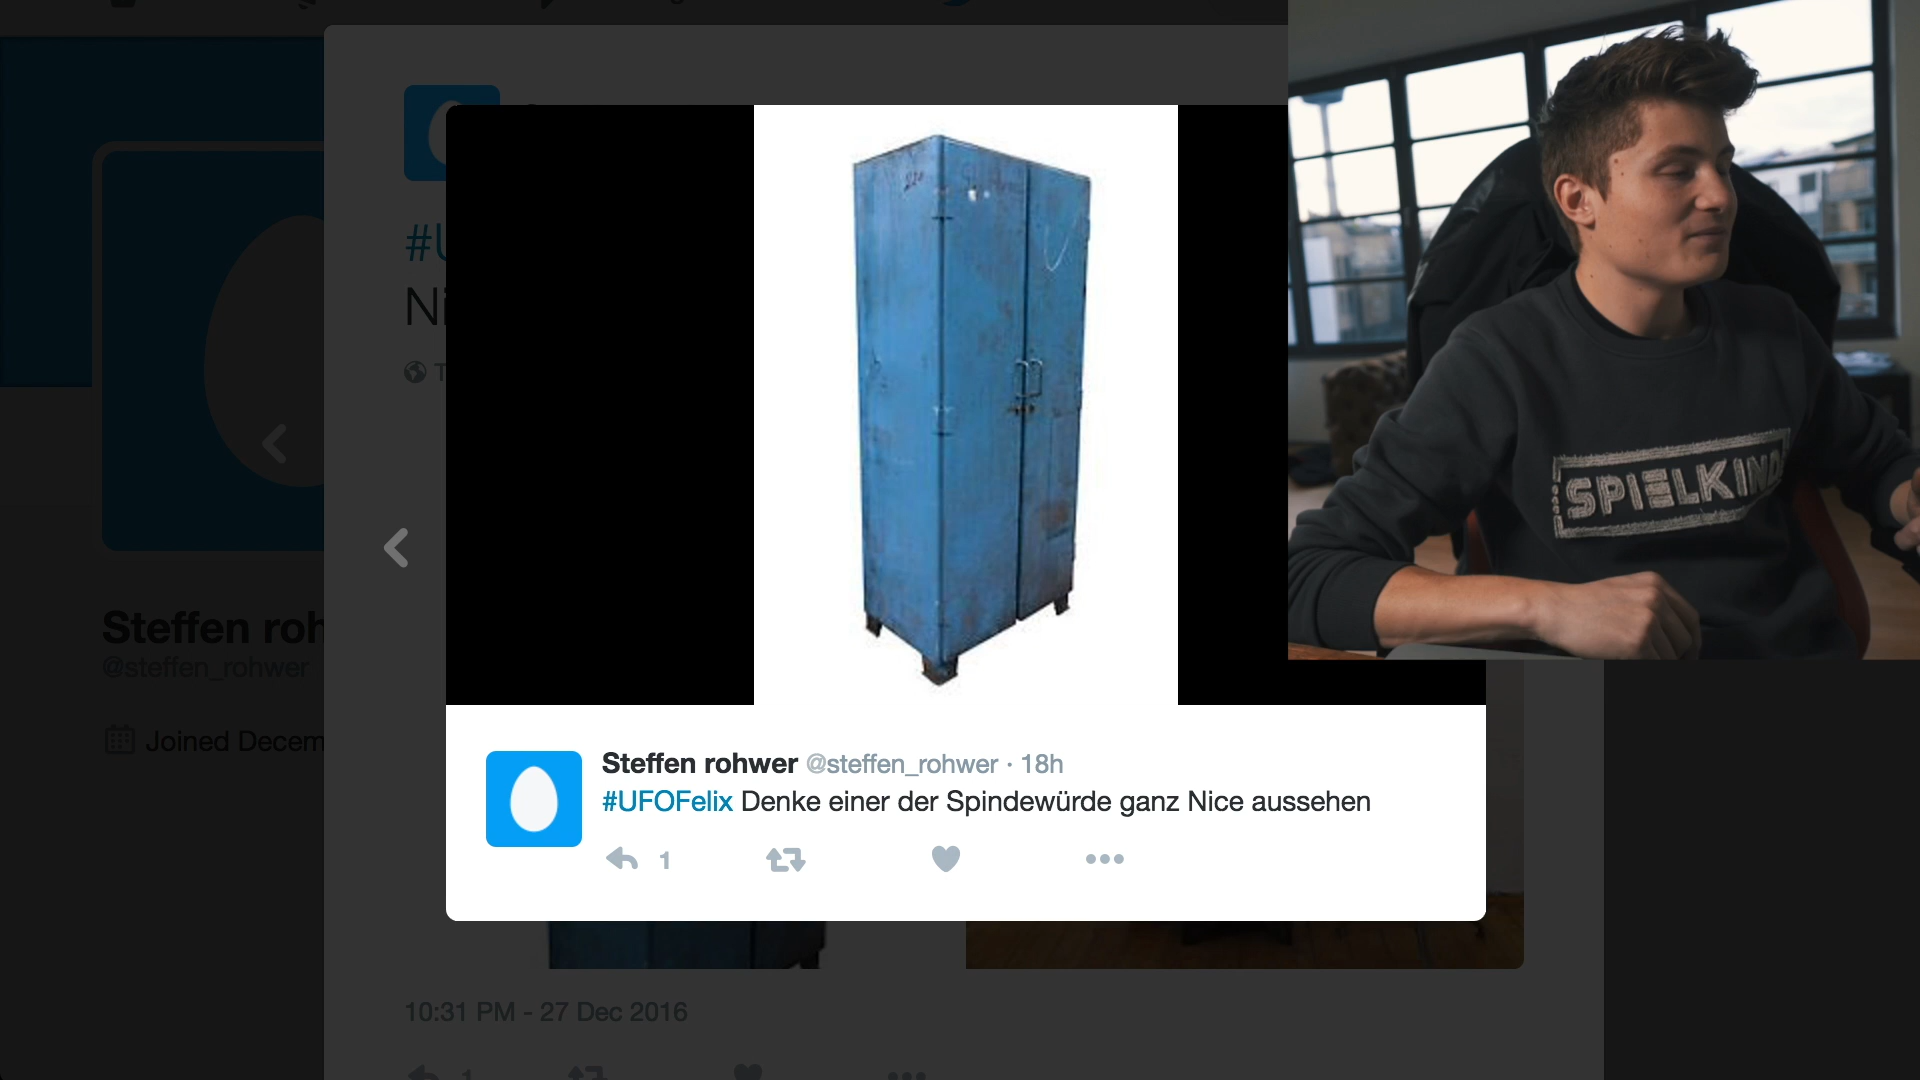 #U
Ni
T
Steffen roh
@steffen_rohwer
Joined Decem
Steffen rohwer @steffen_rohwer · 18h
#UFOFelix Denke einer der Spindewürde ganz Nice aussehen
1
10:31 PM - 27 Dec 2016
1
SPIELKIND